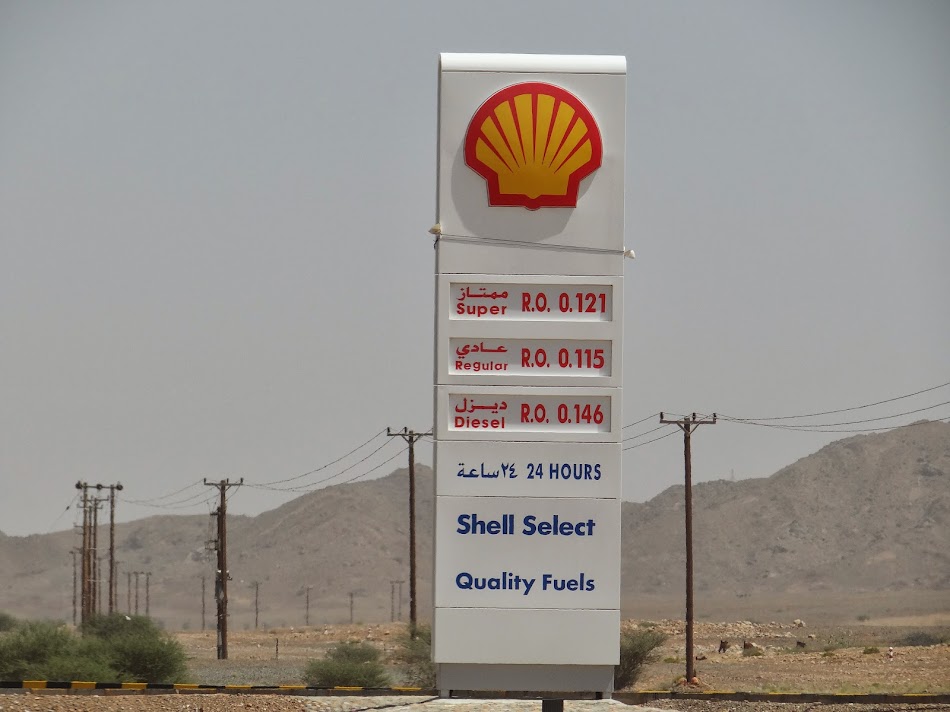 ممتاز
Super R.O. 0.121
عادي
Regular R.O. 0.115
ديزل
Diesel R.O. 0.146
٢٤ ساعة 24 HOURS
Shell Select
Quality Fuels